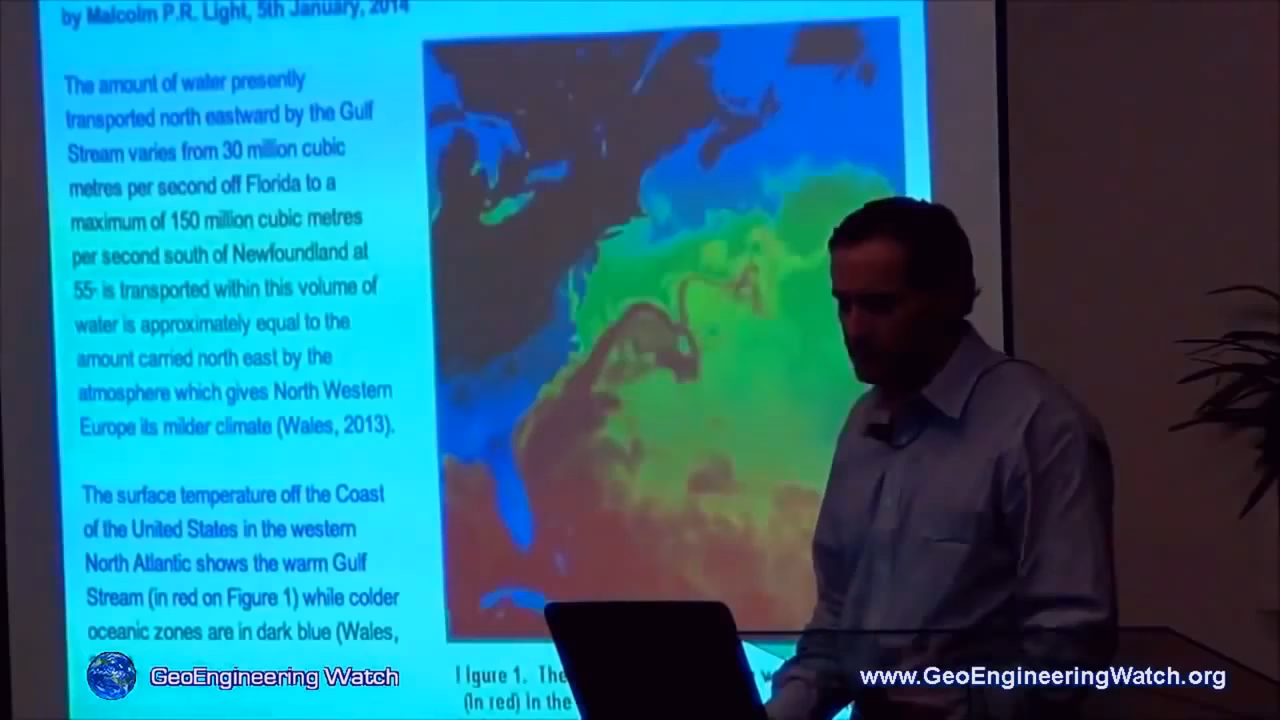 by Malcolm P.R. Light, 5th January, 2014
The amount of water presently
transported north eastward by the Gulf
Stream varies from 30 million cubic
metres per second off Florida to a
maximum of 150 million cubic metres
per second south of Newfoundland at
55◦ is transported within this volume of
water is approximately equal to the
amount carried north east by the
atmosphere which gives North Western
Europe its milder climate (Wales, 2013).
The surface temperature off the Coast
of the United States in the western
North Atlantic shows the warm Gulf
Stream (in red on Figure 1) while colder
oceanic zones are in dark blue (Wales,
Figure 1. The
(In red) In the
GeoEngineering Watch
www.GeoEngineeringWatch.org